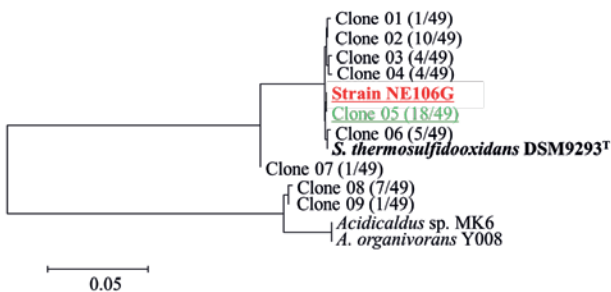 Clone 01 (1/49)
Clone 02 (10/49)
Clone 03 (4/49)
Clone 04 (4/49)
Strain NE106G
Clone 05 (18/49)
Clone 06 (5/49)
S. thermosulfidooxidans DSM9293ᵀ
Clone 07 (1/49)
Clone 08 (7/49)
Clone 09 (1/49)
Acidicaldus sp. MK6
A. organivorans Y008
0.05